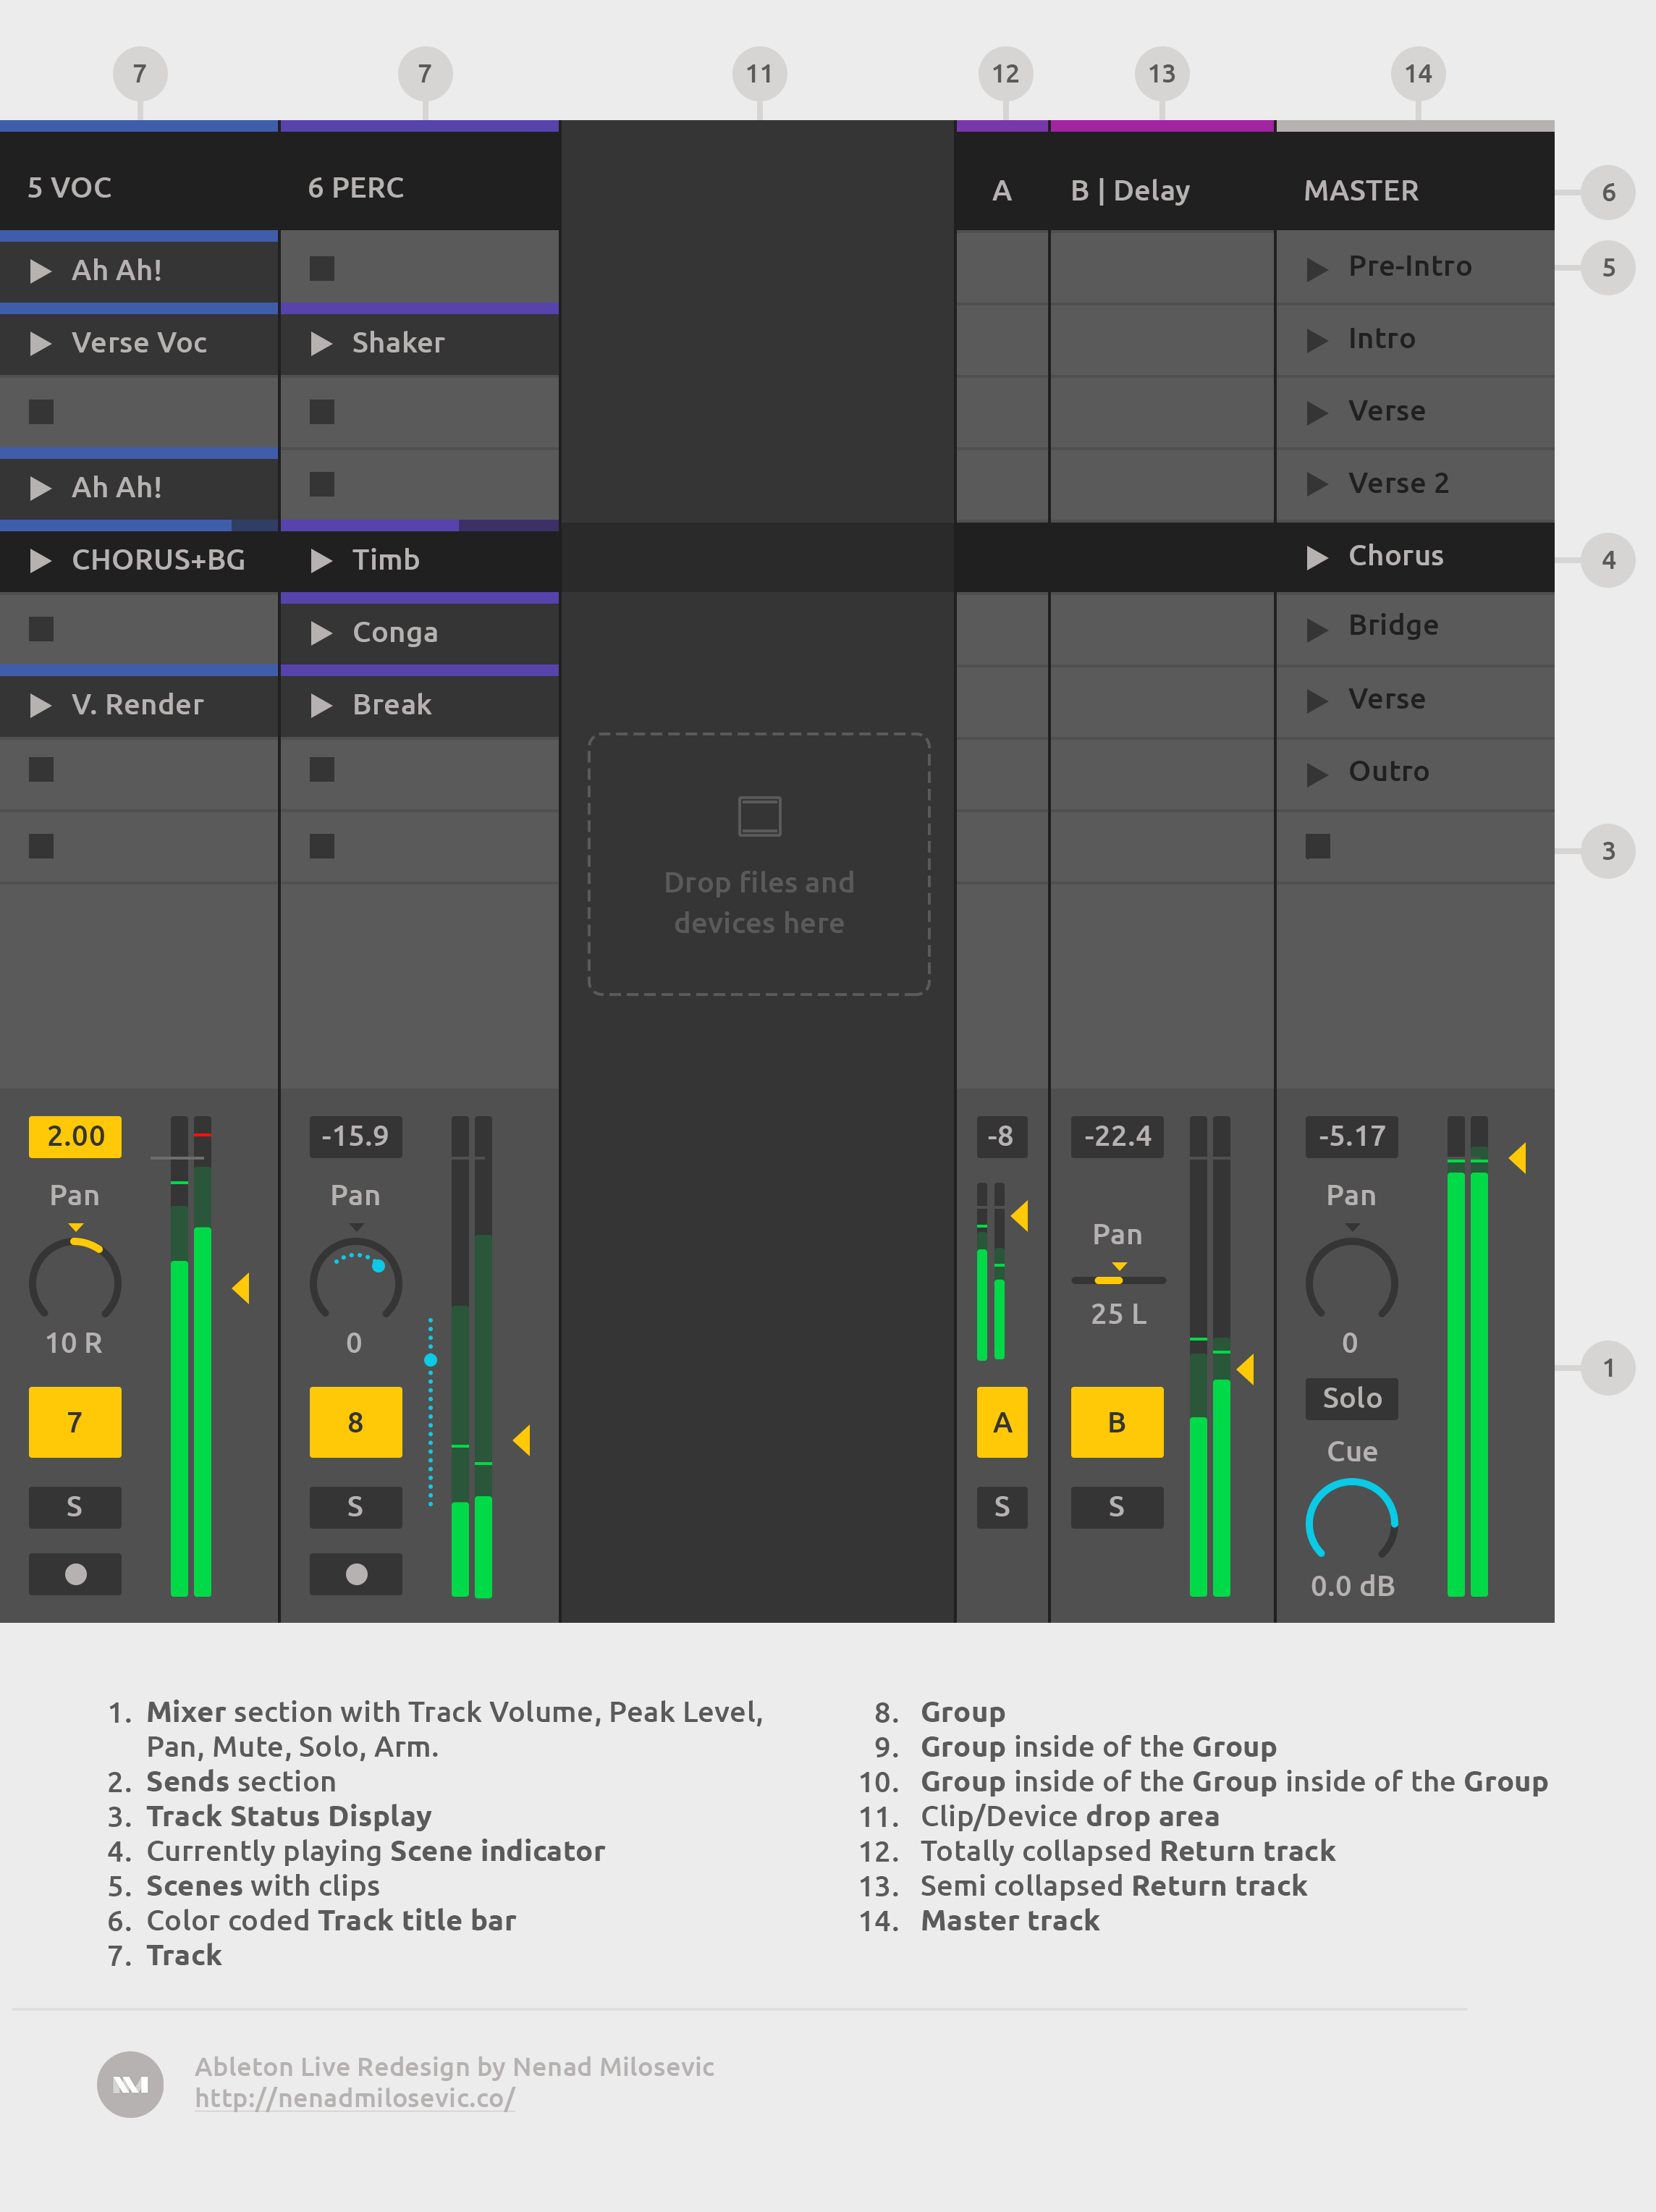 7 7 11 12 13 14
5 VOC 6 PERC A B | Delay MASTER 6
Ah Ah! Pre-Intro 5
Verse Voc Shaker Intro
Verse
Ah Ah! Verse 2
CHORUS+BG Timb Chorus 4
Conga Bridge
V. Render Break Verse
Outro
3
Drop files and
devices here
2.00 -15.9 -8 -22.4 -5.17
Pan Pan Pan Pan
10 R 0 25 L 0
1
Solo
7 8 A B
Cue
S S S S
0.0 dB
1. Mixer section with Track Volume, Peak Level,
Pan, Mute, Solo, Arm.
2. Sends section
3. Track Status Display
4. Currently playing Scene indicator
5. Scenes with clips
6. Color coded Track title bar
7. Track
8. Group
9. Group inside of the Group
10. Group inside of the Group inside of the Group
11. Clip/Device drop area
12. Totally collapsed Return track
13. Semi collapsed Return track
14. Master track
Ableton Live Redesign by Nenad Milosevic
http://nenadmilosevic.co/